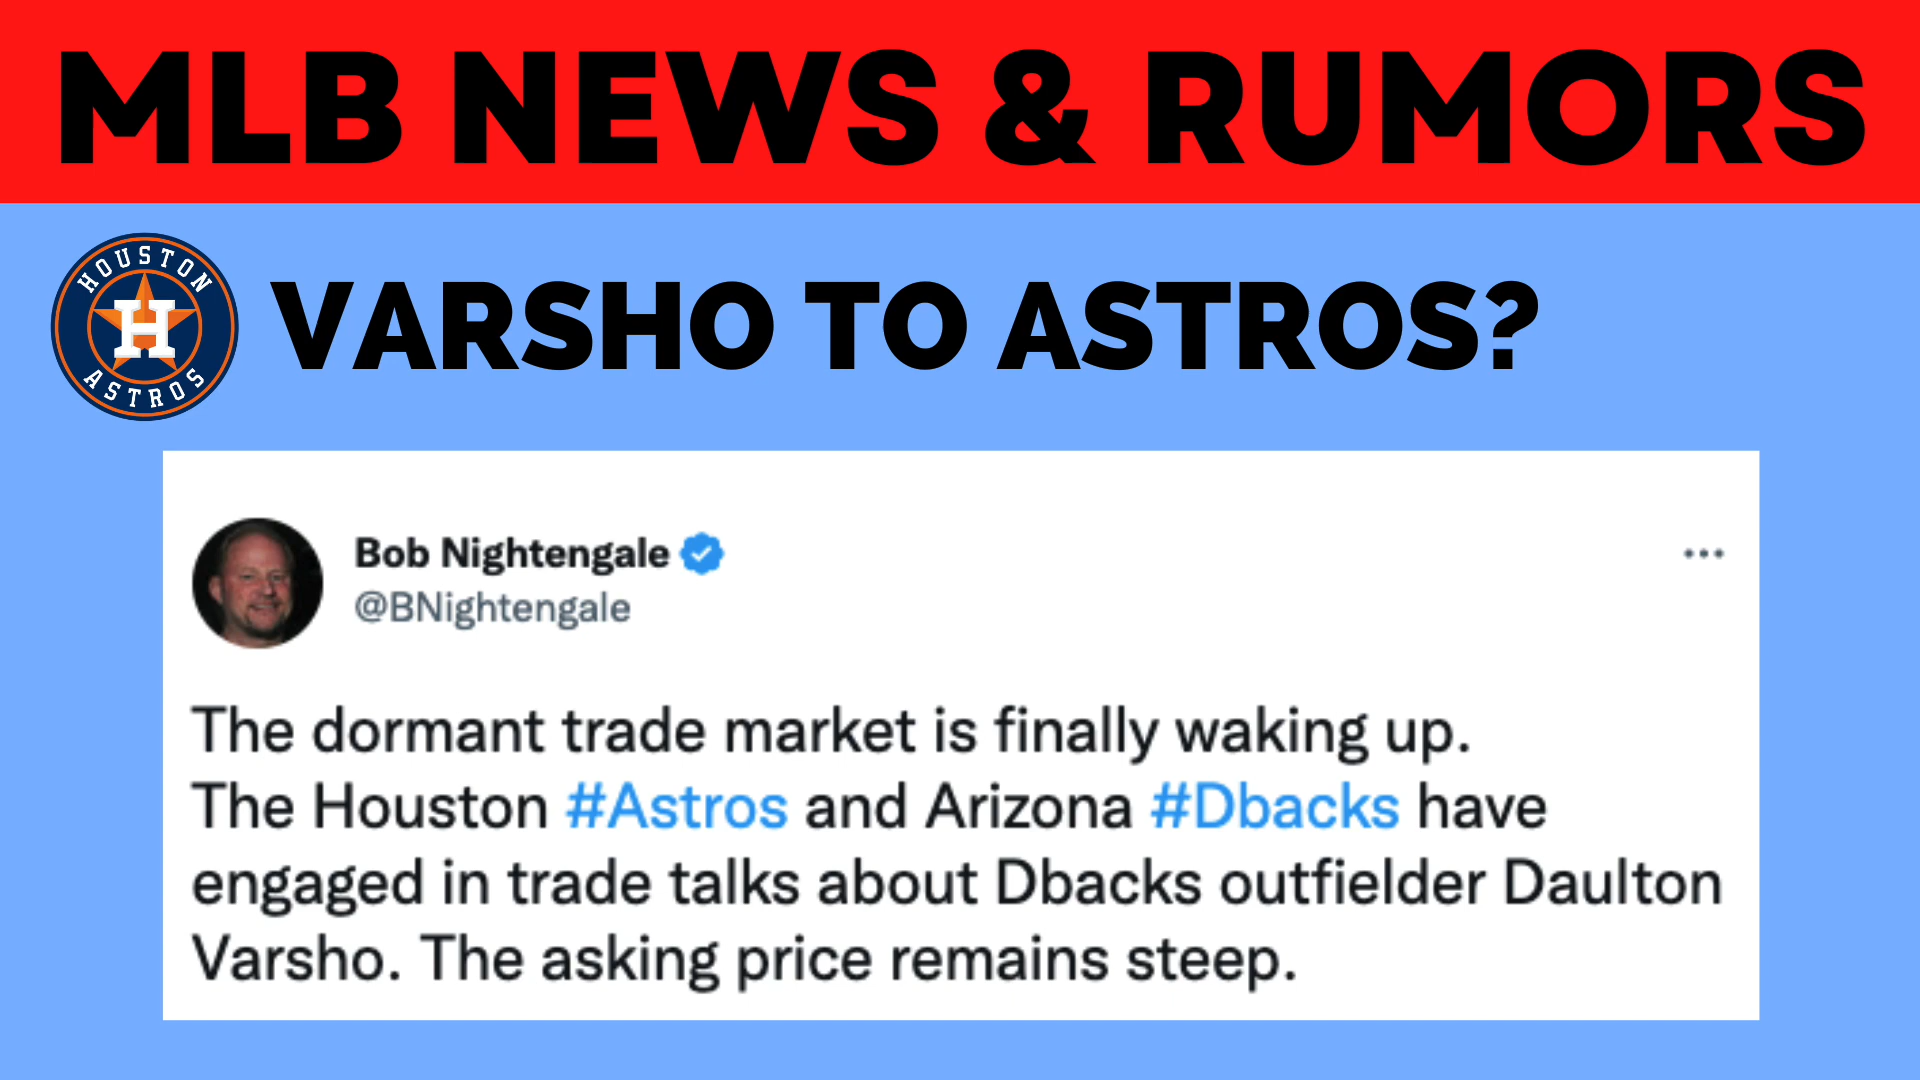 MLB NEWS & RUMORS
HOUSTON
H
ASTROS
VARSHO TO ASTROS?
Bob Nightengale
@BNightengale
The dormant trade market is finally waking up.
The Houston #Astros and Arizona #Dbacks have
engaged in trade talks about Dbacks outfielder Daulton
Varsho. The asking price remains steep.